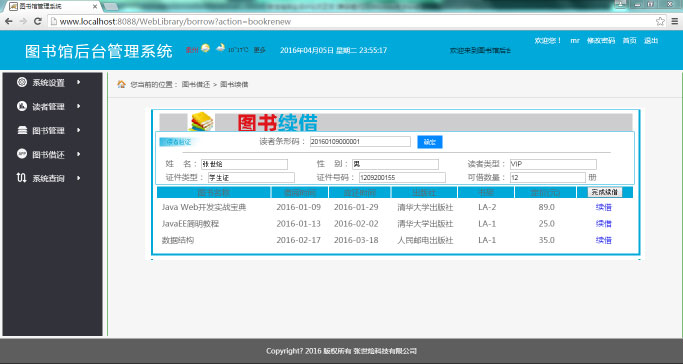 图书馆管理系统
www.localhost:8088/WebLibrary/borrow?action=bookrenew
图书馆后台管理系统
更多
2016年04月05日 星期二 23:55:17
欢迎来到图书馆后台
欢迎您！ mr 修改密码 首页 退出
系统设置
读者管理
图书管理
图书借还
系统查询
您当前的位置： 图书借还 > 图书续借
图书续借
读者验证 读者条形码： 20160109000001 确定
姓 名： 张世焓 性 别： 男 读者类型： VIP
证件类型： 学生证 证件号码： 1209200155 可借数量： 12 册
图书名称 借阅时间 应还时间 出版社 书架 定价(元) 完成续借
Java Web开发实战宝典 2016-01-09 2016-01-29 清华大学出版社 LA-2 89.0 续借
JavaEE简明教程 2016-01-13 2016-02-02 清华大学出版社 LA-1 25.0 续借
数据结构 2016-02-17 2016-03-18 人民邮电出版社 LA-1 35.0 续借
Copyright? 2016 版权所有 张世焓科技有限公司